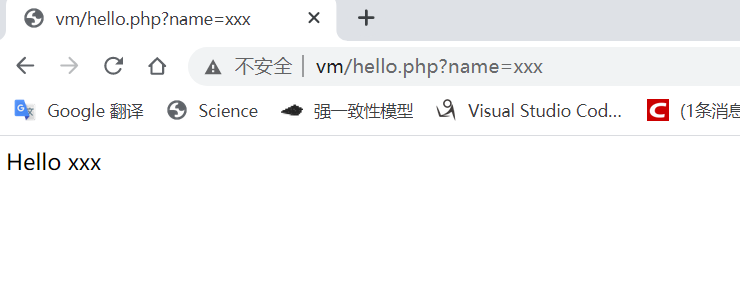 vm/hello.php?name=xxx
不安全 vm/hello.php?name=xxx
Google 翻译 Science 强一致性模型 Visual Studio Cod... C (1条消息
Hello xxx